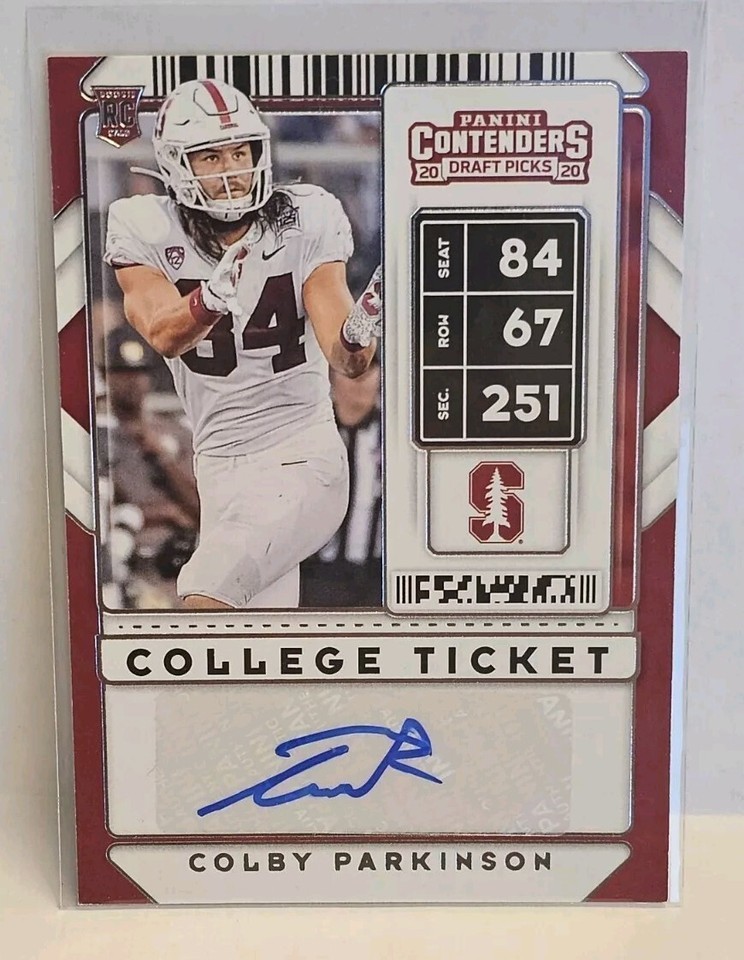 ROOKIE
RC
CARD
PANINI
CONTENDERS
20 DRAFT PICKS 20
SEAT 84
ROW 67
SEC. 251
84
S
COLLEGE TICKET
COLBY PARKINSON